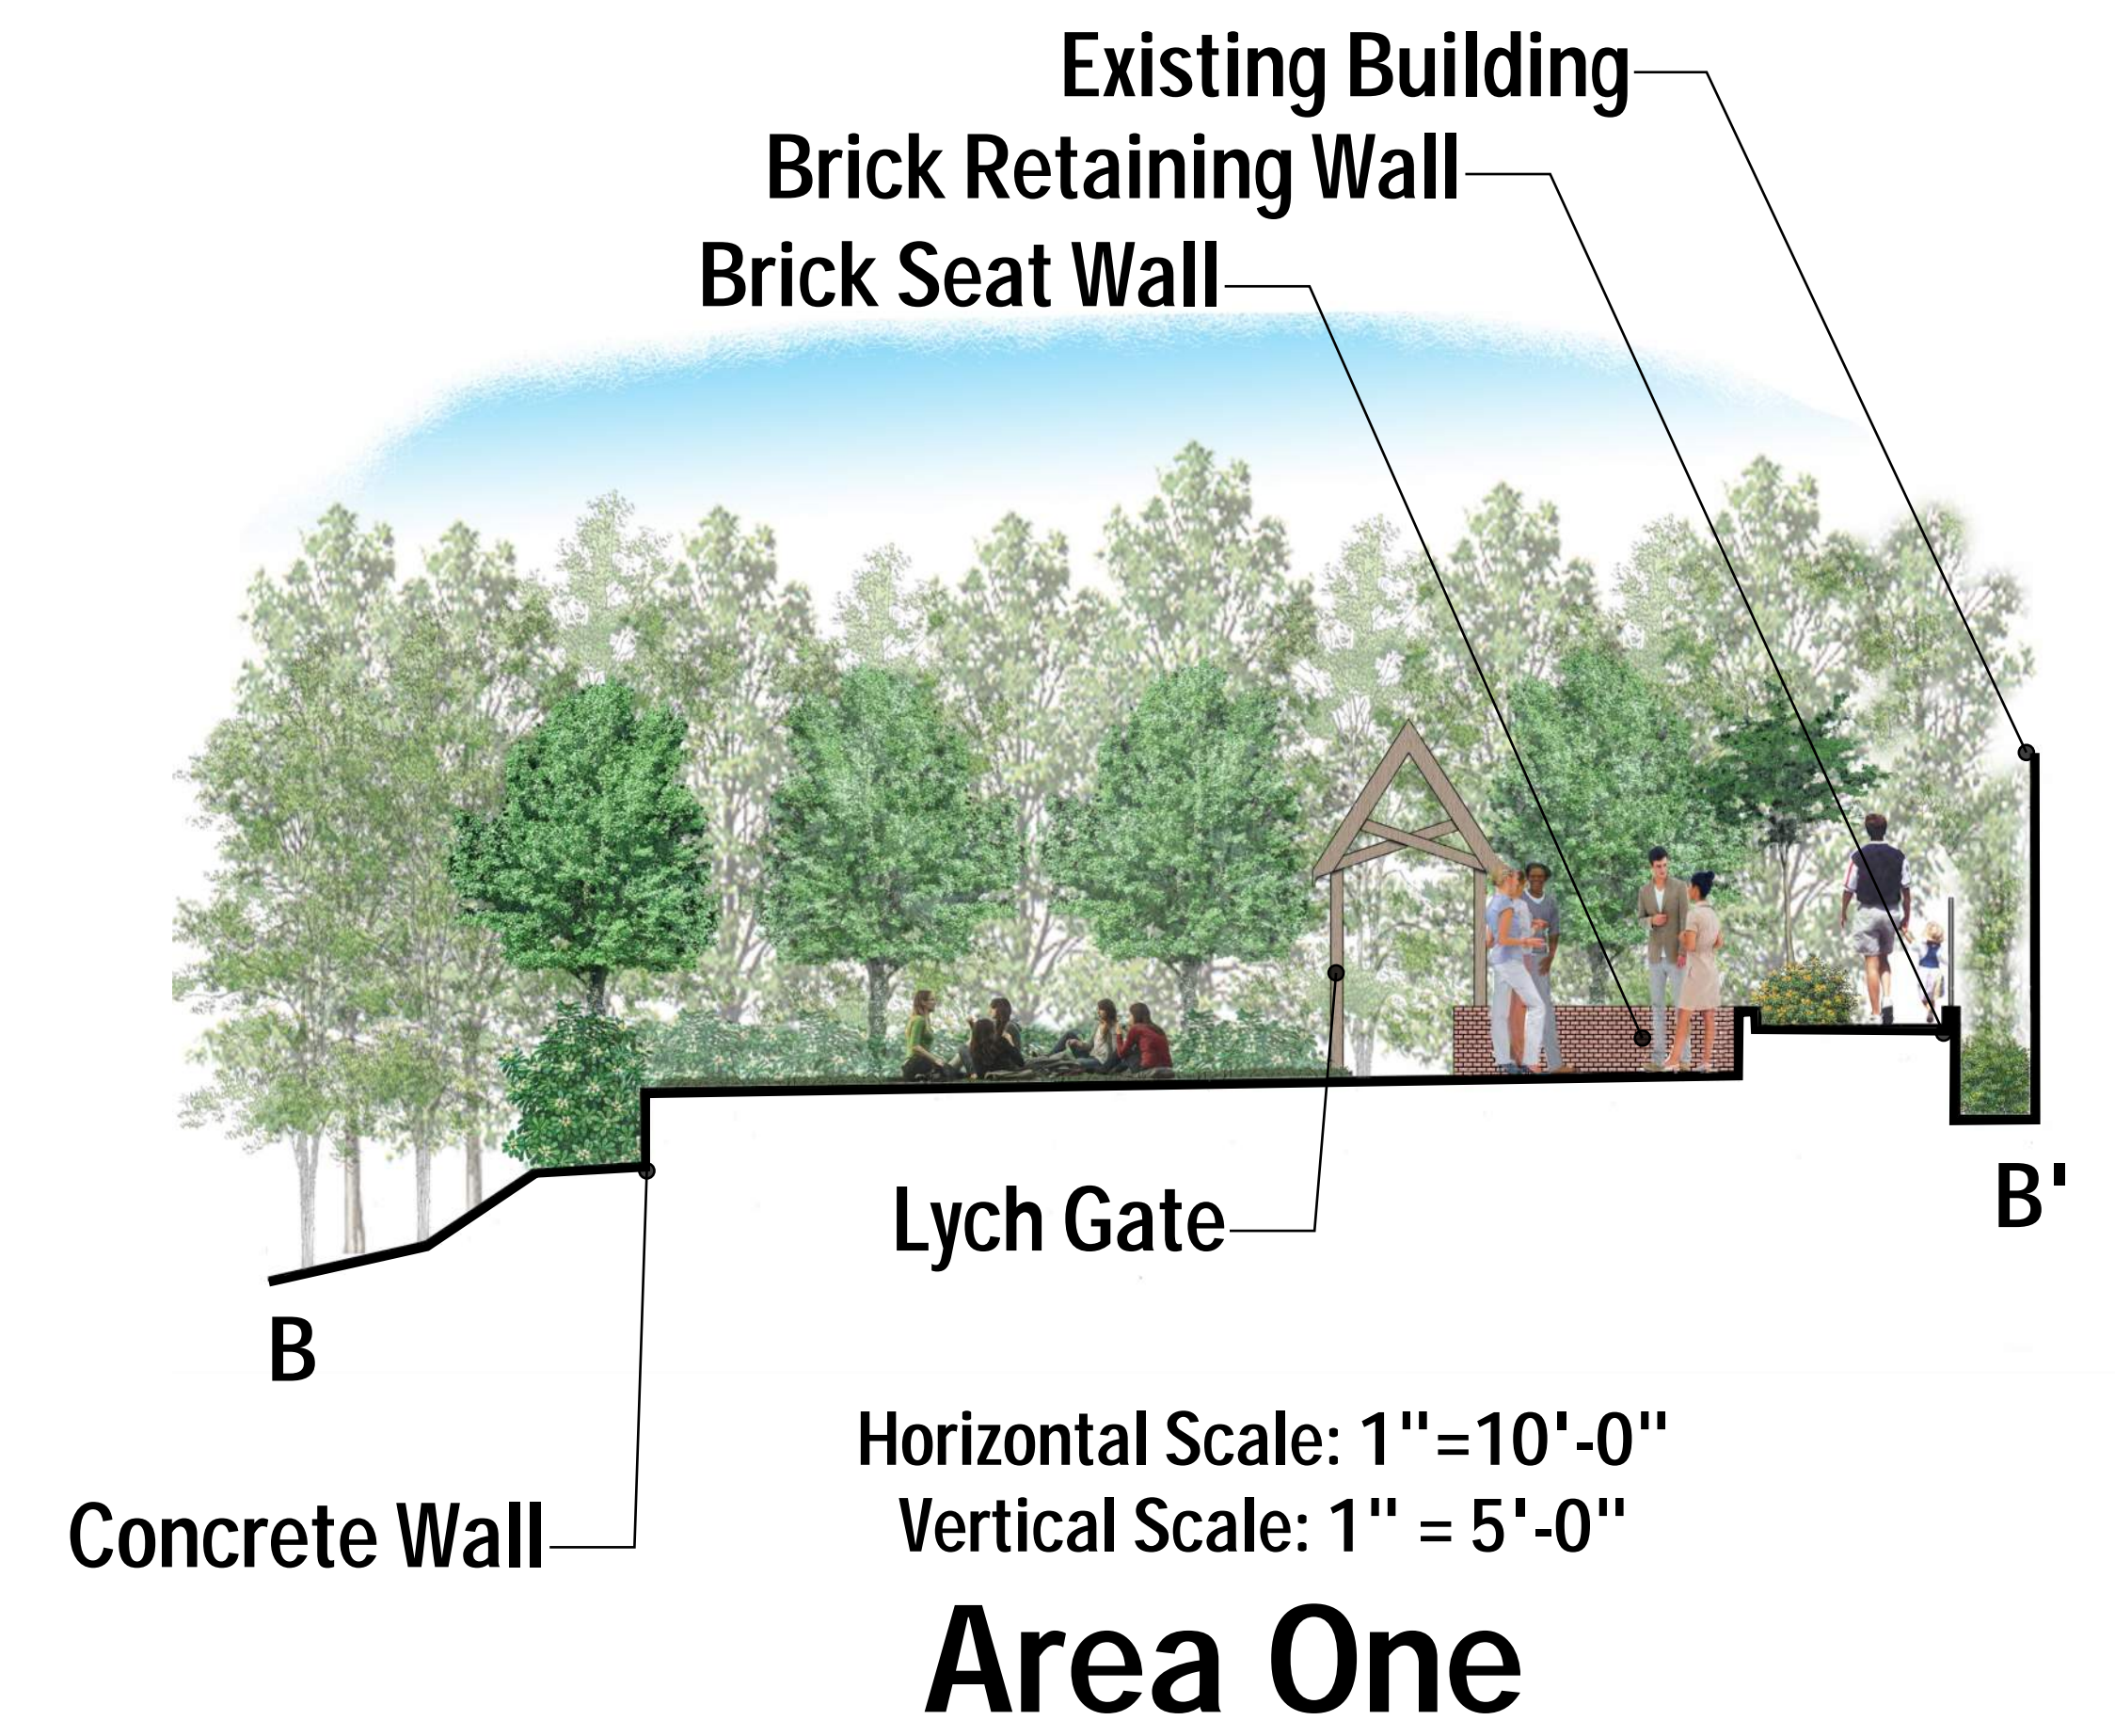 Existing Building
Brick Retaining Wall
Brick Seat Wall
Lych Gate
B'
B
Horizontal Scale: 1"=10'-0"
Vertical Scale: 1" = 5'-0"
Concrete Wall
Area One